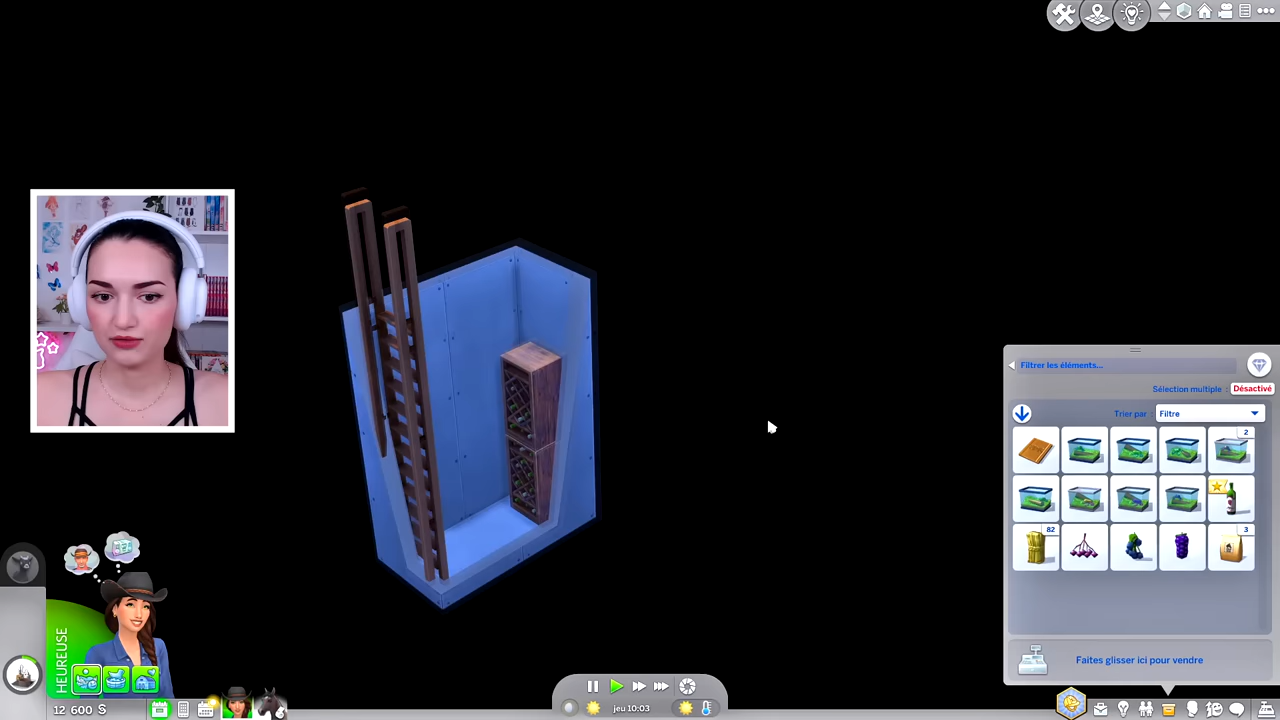 Filtrer les éléments...
Sélection multiple : Désactivé
Trier par : Filtre
2
82
3
Faites glisser ici pour vendre
HEUREUSE
12 600 $
jeu 10:03